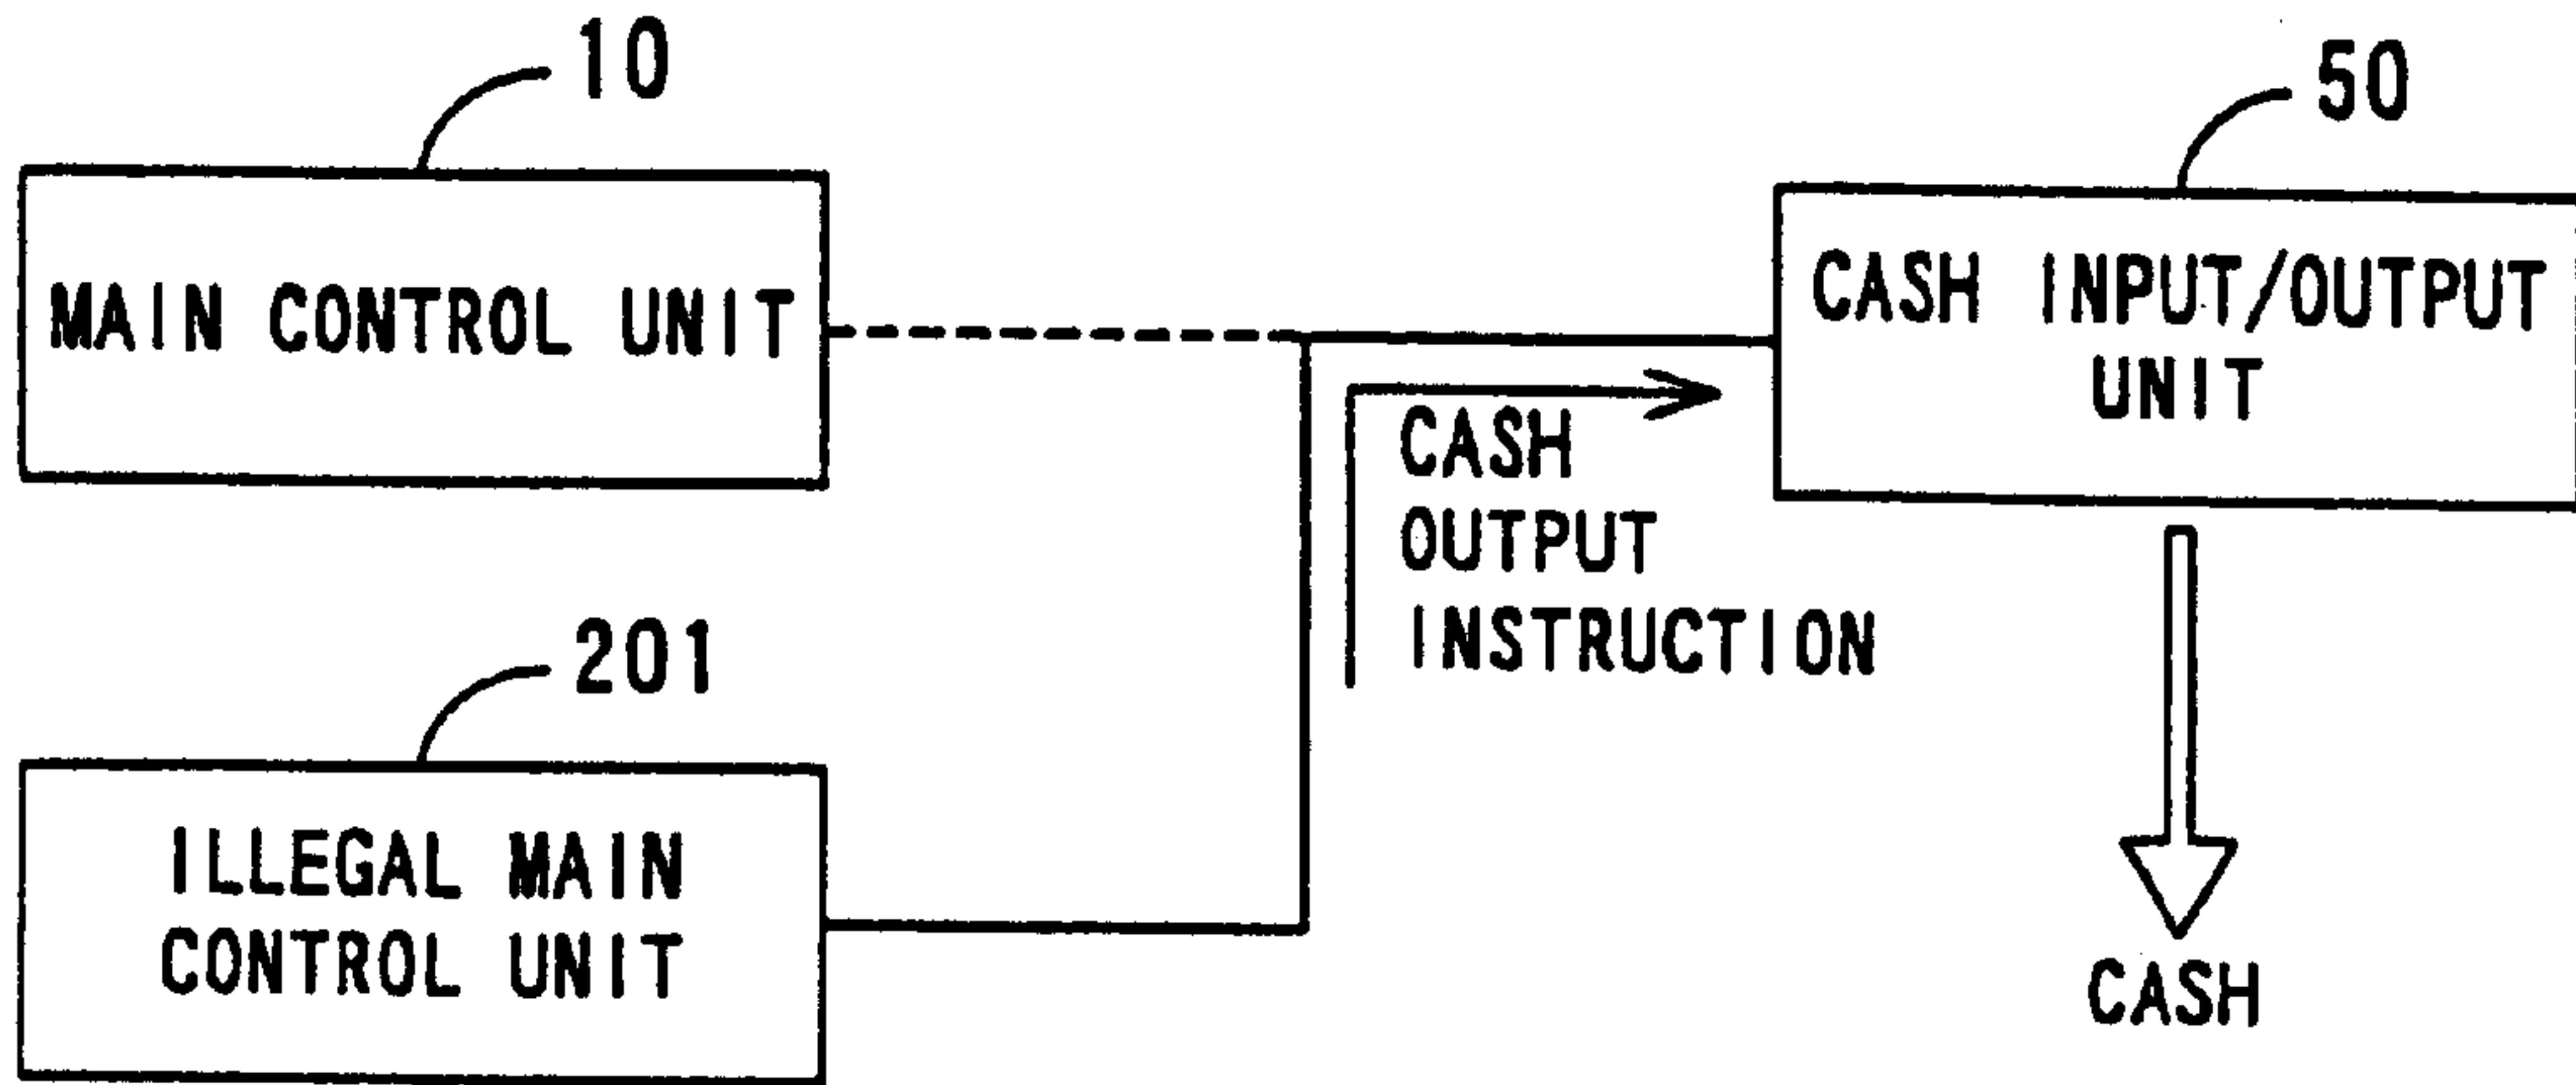 10
50
MAIN CONTROL UNIT
CASH INPUT/OUTPUT
UNIT
CASH
OUTPUT
INSTRUCTION
201
ILLEGAL MAIN
CONTROL UNIT
CASH